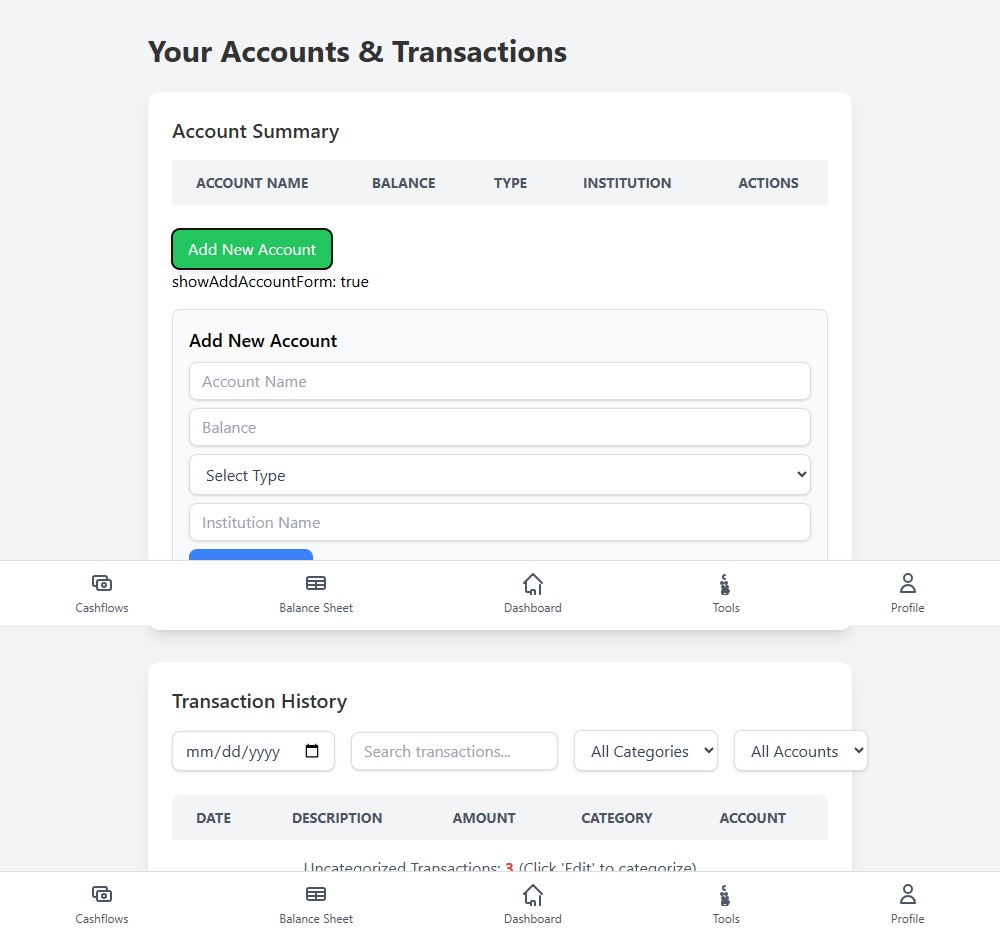 Your Accounts & Transactions
Account Summary
ACCOUNT NAME BALANCE TYPE INSTITUTION ACTIONS
Add New Account
showAddAccountForm: true
Add New Account
Account Name
Balance
Select Type
Institution Name
Cashflows Balance Sheet Dashboard Tools Profile
Transaction History
mm/dd/yyyy Search transactions... All Categories All Accounts
DATE DESCRIPTION AMOUNT CATEGORY ACCOUNT
Uncategorized Transactions: 3 (Click 'Edit' to categorize)
Cashflows Balance Sheet Dashboard Tools Profile